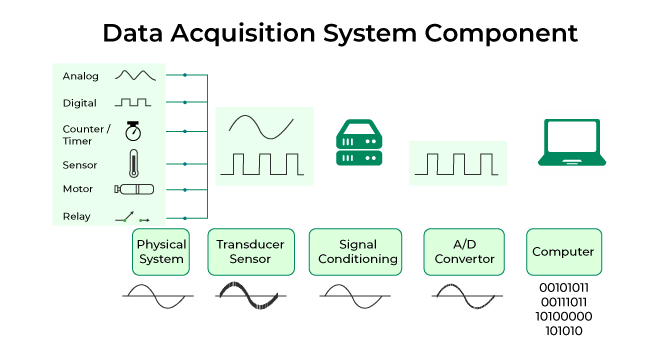 Data Acquisition System Component
Analog
Digital
Counter /
Timer
Sensor
Motor
Relay
Physical
System
Transducer
Sensor
Signal
Conditioning
A/D
Convertor
Computer
00101011
00111011
10100000
101010